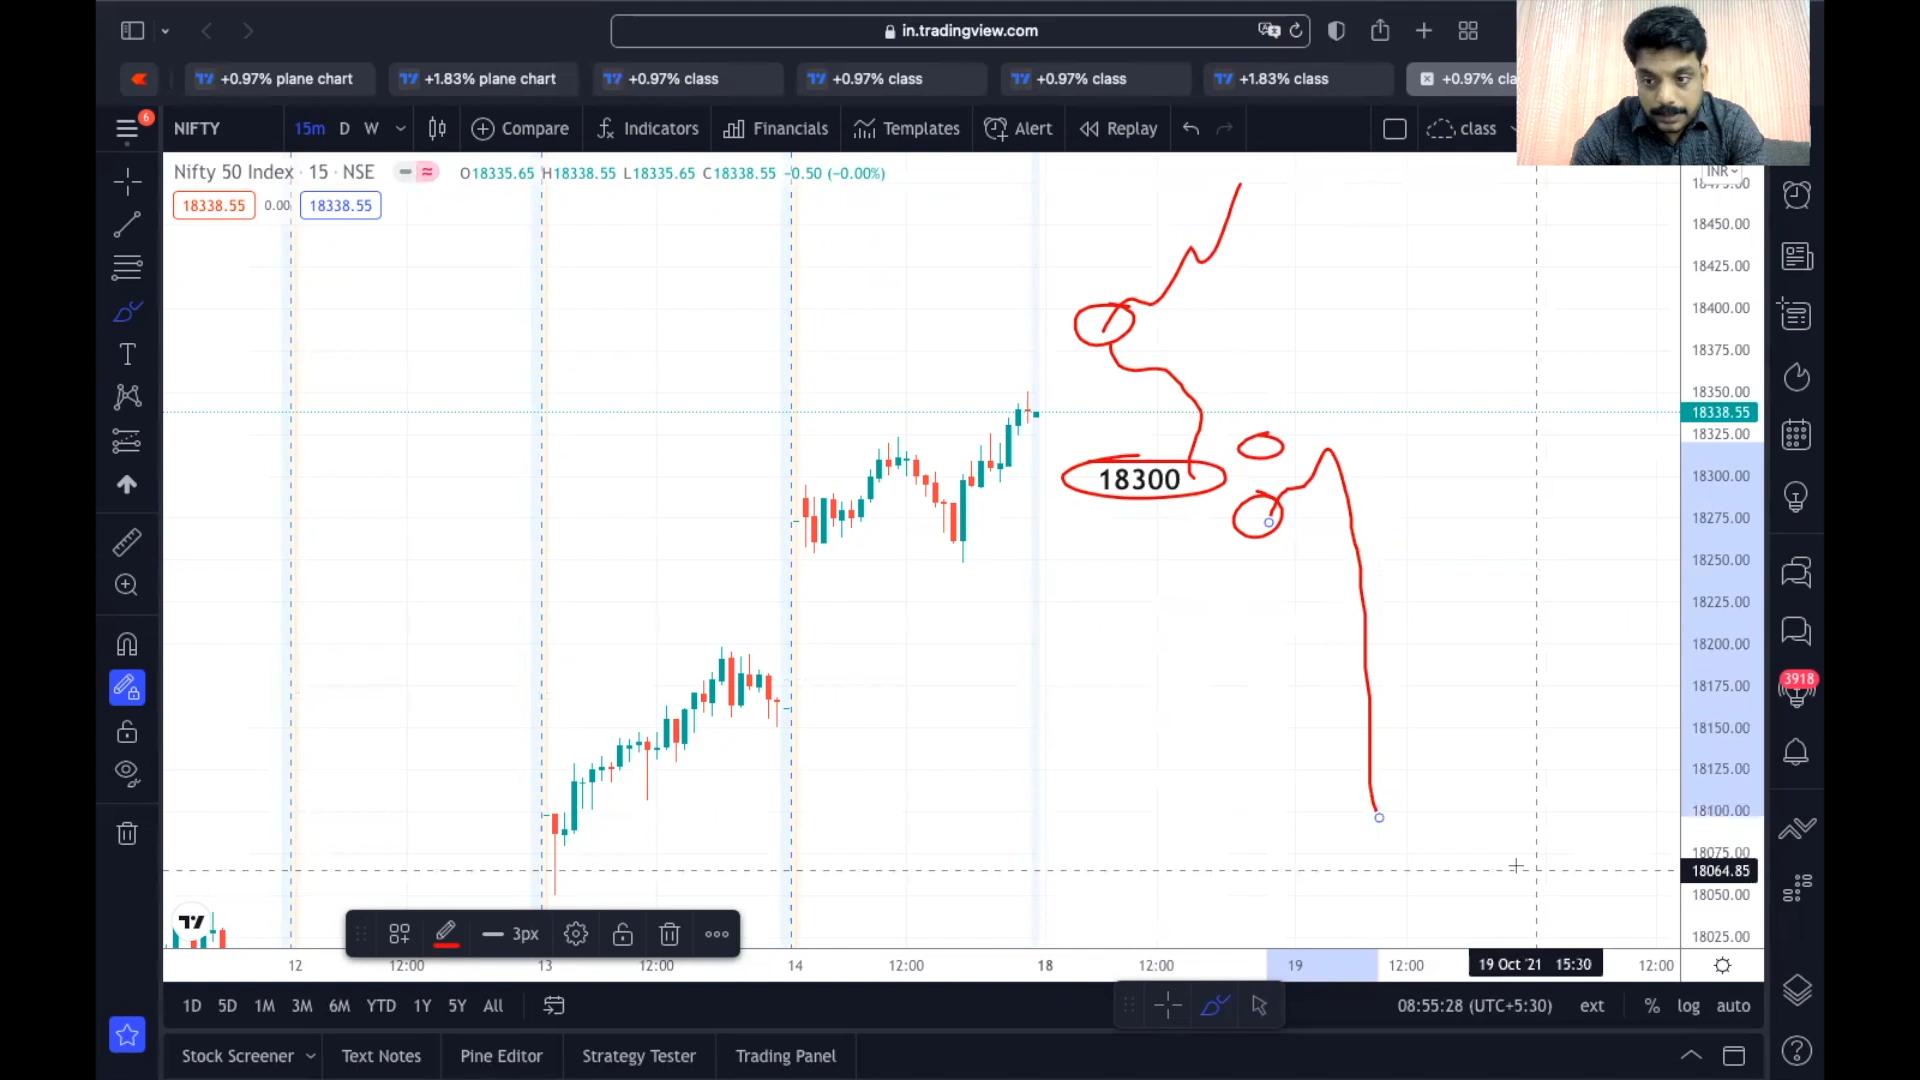 in.tradingview.com
+0.97% plane chart
+1.83% plane chart
+0.97% class
+0.97% class
+0.97% class
+1.83% class
+0.97% cla
6
NIFTY
15m D W
Compare
Indicators
Financials
Templates
Alert
Replay
class
Nifty 50 Index · 15 · NSE
O18335.65 H18338.55 L18335.65 C18338.55 −0.50 (−0.00%)
18338.55 0.00 18338.55
INR
18475.00
18450.00
18425.00
18400.00
18375.00
18350.00
18338.55
18325.00
18300.00
18275.00
18250.00
18225.00
18200.00
18175.00
18150.00
18125.00
18100.00
18075.00
18064.85
18050.00
18025.00
18300
3918
3px
12 12:00 13 12:00 14 12:00 18 12:00 19 12:00 19 Oct '21 15:30 12:00
1D 5D 1M 3M 6M YTD 1Y 5Y All
08:55:28 (UTC+5:30) ext % log auto
Stock Screener Text Notes Pine Editor Strategy Tester Trading Panel